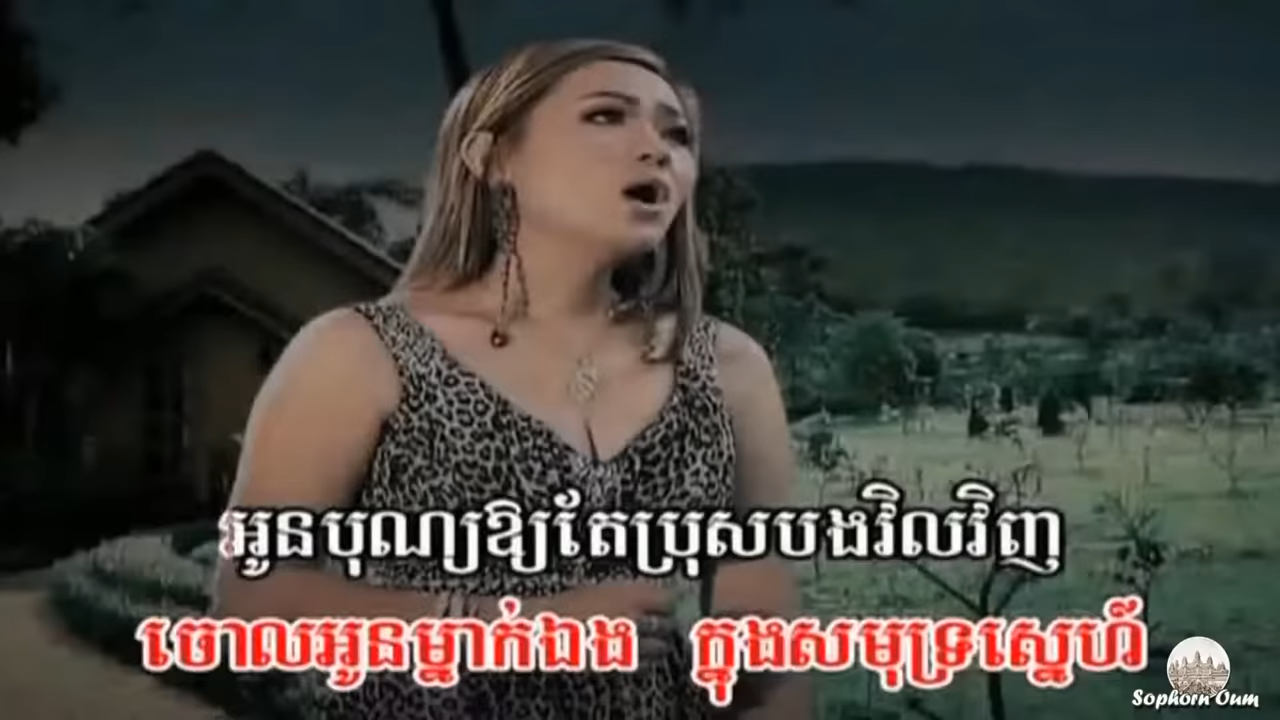 អូនបុណ្យឱ្យតែប្រុសបងវិលវិញ
ចោលអូនម្នាក់ឯង ក្នុងសមុទ្រស្នេហ៍
Sophorn Oum